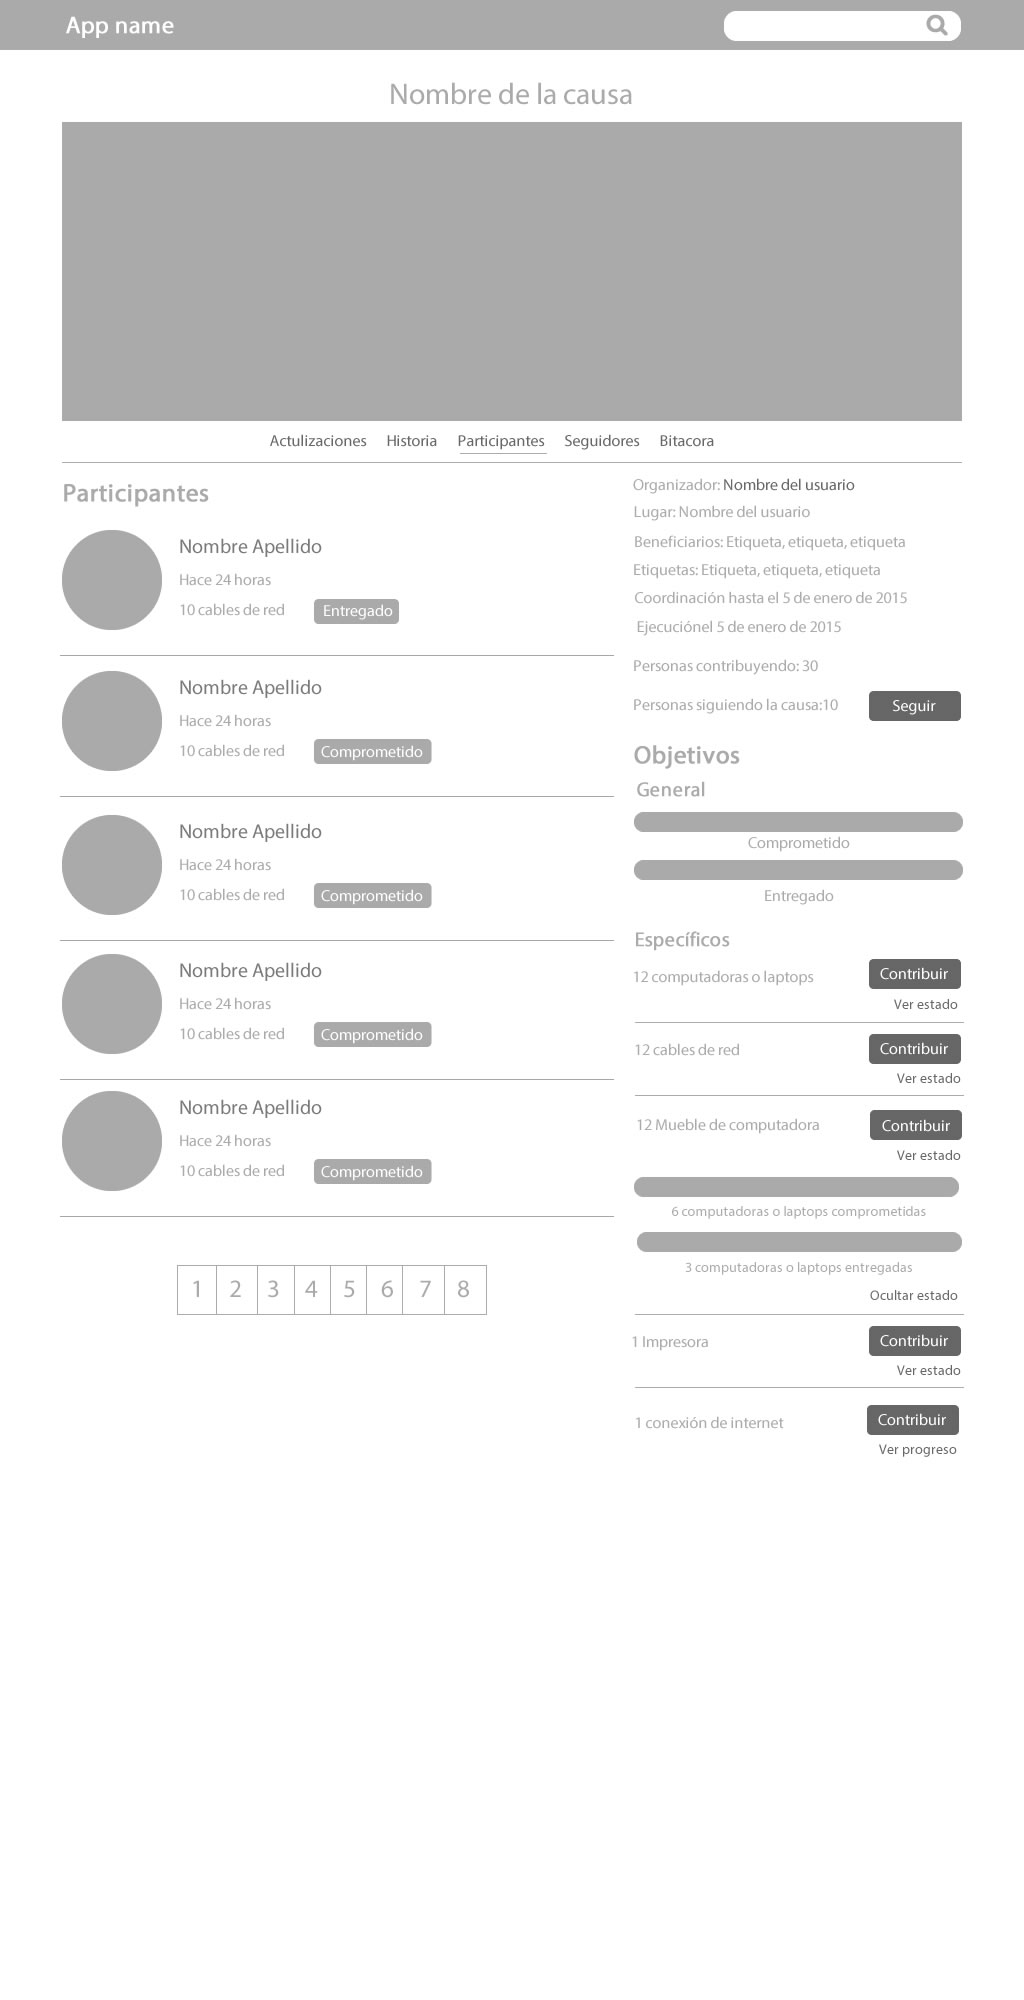 App name
Nombre de la causa
Actulizaciones Historia Participantes Seguidores Bitacora
Participantes
Nombre Apellido
Hace 24 horas
10 cables de red Entregado
Nombre Apellido
Hace 24 horas
10 cables de red Comprometido
Nombre Apellido
Hace 24 horas
10 cables de red Comprometido
Nombre Apellido
Hace 24 horas
10 cables de red Comprometido
Nombre Apellido
Hace 24 horas
10 cables de red Comprometido
1 2 3 4 5 6 7 8
Organizador: Nombre del usuario
Lugar: Nombre del usuario
Beneficiarios: Etiqueta, etiqueta, etiqueta
Etiquetas: Etiqueta, etiqueta, etiqueta
Coordinación hasta el 5 de enero de 2015
Ejecuciónel 5 de enero de 2015
Personas contribuyendo: 30
Personas siguiendo la causa:10 Seguir
Objetivos
General
Comprometido
Entregado
Específicos
12 computadoras o laptops Contribuir
Ver estado
12 cables de red Contribuir
Ver estado
12 Mueble de computadora Contribuir
Ver estado
6 computadoras o laptops comprometidas
3 computadoras o laptops entregadas
Ocultar estado
1 Impresora Contribuir
Ver estado
1 conexión de internet Contribuir
Ver progreso